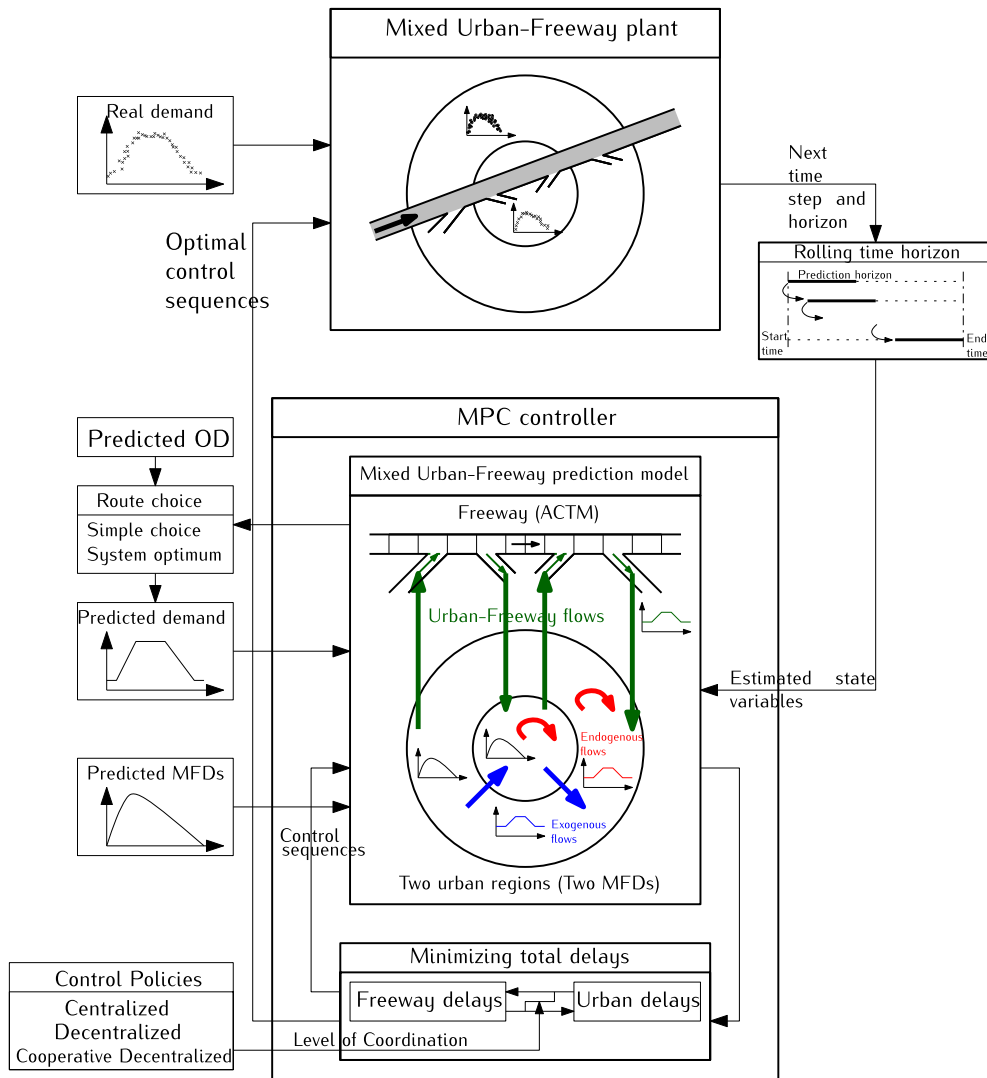 Mixed Urban-Freeway plant
Real demand
Next
time
step and
horizon
Optimal
control
sequences
Rolling time horizon
Prediction horizon
Start
time
End
time
MPC controller
Predicted OD
Mixed Urban-Freeway prediction model
Route choice
Simple choice
System optimum
Freeway (ACTM)
Predicted demand
Urban-Freeway flows
Estimated state
variables
Endogenous
flows
Predicted MFDs
Exogenous
flows
Control
sequences
Two urban regions (Two MFDs)
Minimizing total delays
Control Policies
Centralized
Decentralized
Cooperative Decentralized
Freeway delays
Urban delays
Level of Coordination